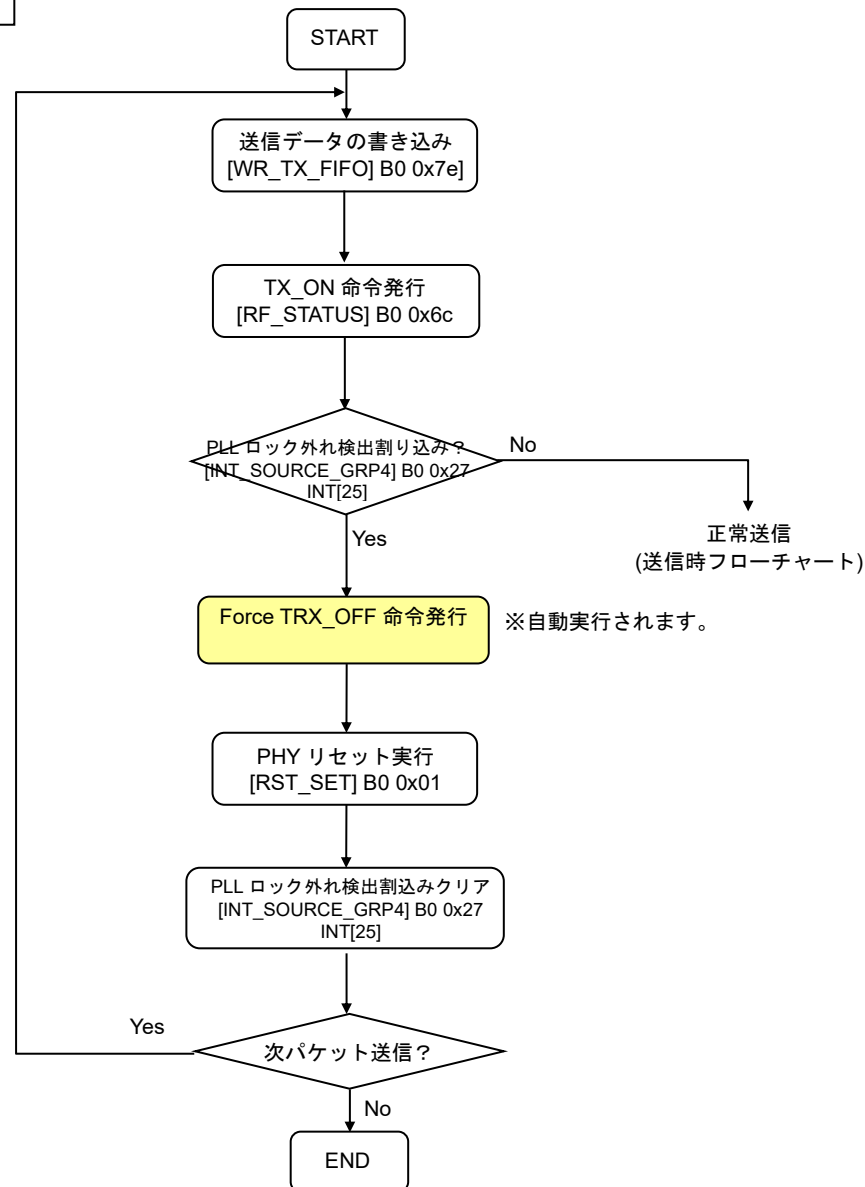 START
送信データの書き込み
[WR_TX_FIFO] B0 0x7e]
TX_ON 命令発行
[RF_STATUS] B0 0x6c
PLL ロック外れ検出割り込み？
[INT_SOURCE_GRP4] B0 0x27
INT[25]
No
正常送信
(送信時フローチャート)
Yes
Force TRX_OFF 命令発行
※自動実行されます。
PHY リセット実行
[RST_SET] B0 0x01
PLL ロック外れ検出割込みクリア
[INT_SOURCE_GRP4] B0 0x27
INT[25]
Yes
次パケット送信？
No
END